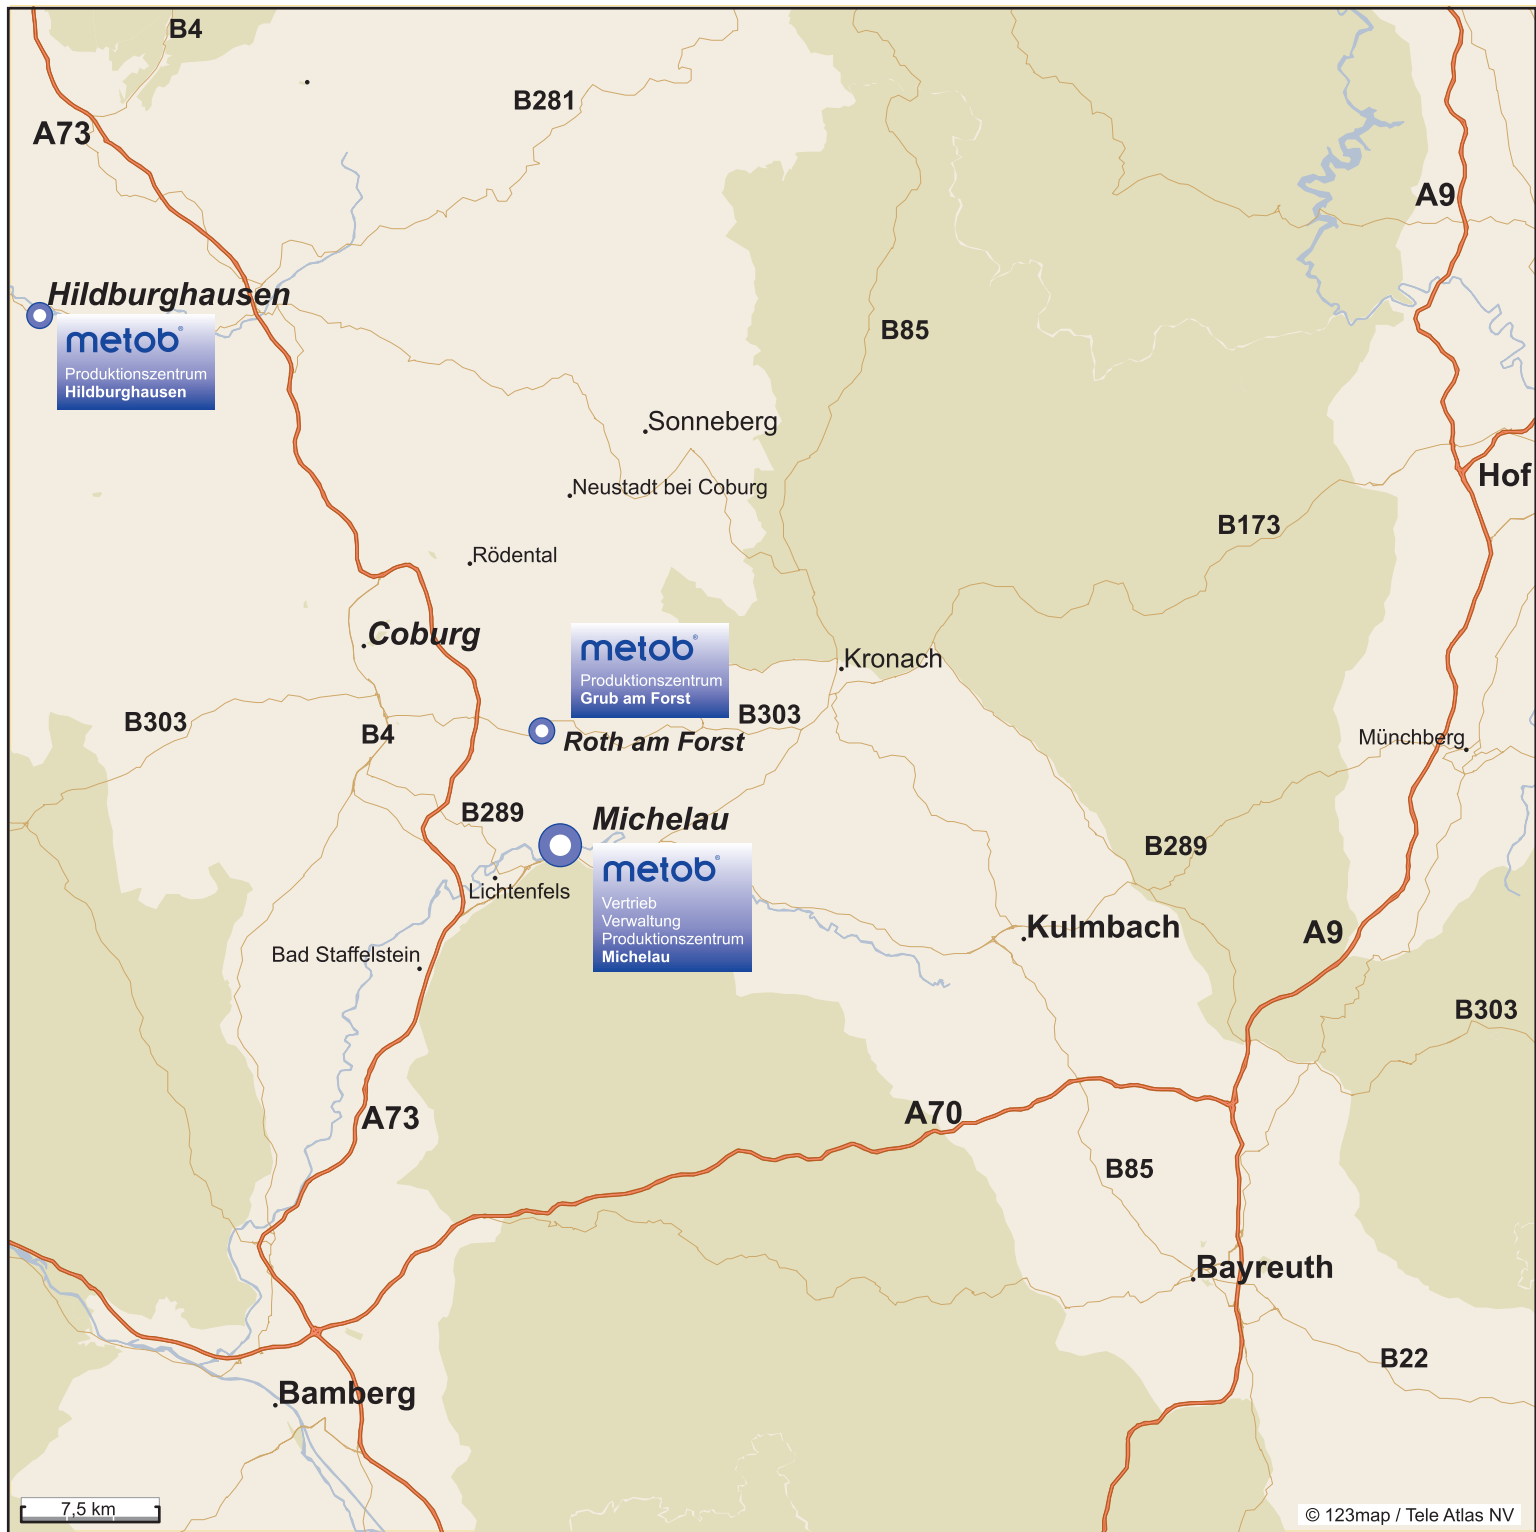 B4
B281
A73
A9
Hildburghausen
metob®
Produktionszentrum
Hildburghausen
B85
Sonneberg
Hof
Neustadt bei Coburg
B173
Rödental
Coburg
metob®
Produktionszentrum
Grub am Forst
Kronach
B303
B4
B303
Roth am Forst
Münchberg
B289
Michelau
B289
metob®
Vertrieb
Verwaltung
Produktionszentrum
Michelau
Lichtenfels
Kulmbach
A9
Bad Staffelstein
B303
A73
A70
B85
Bayreuth
B22
Bamberg
7,5 km
© 123map / Tele Atlas NV